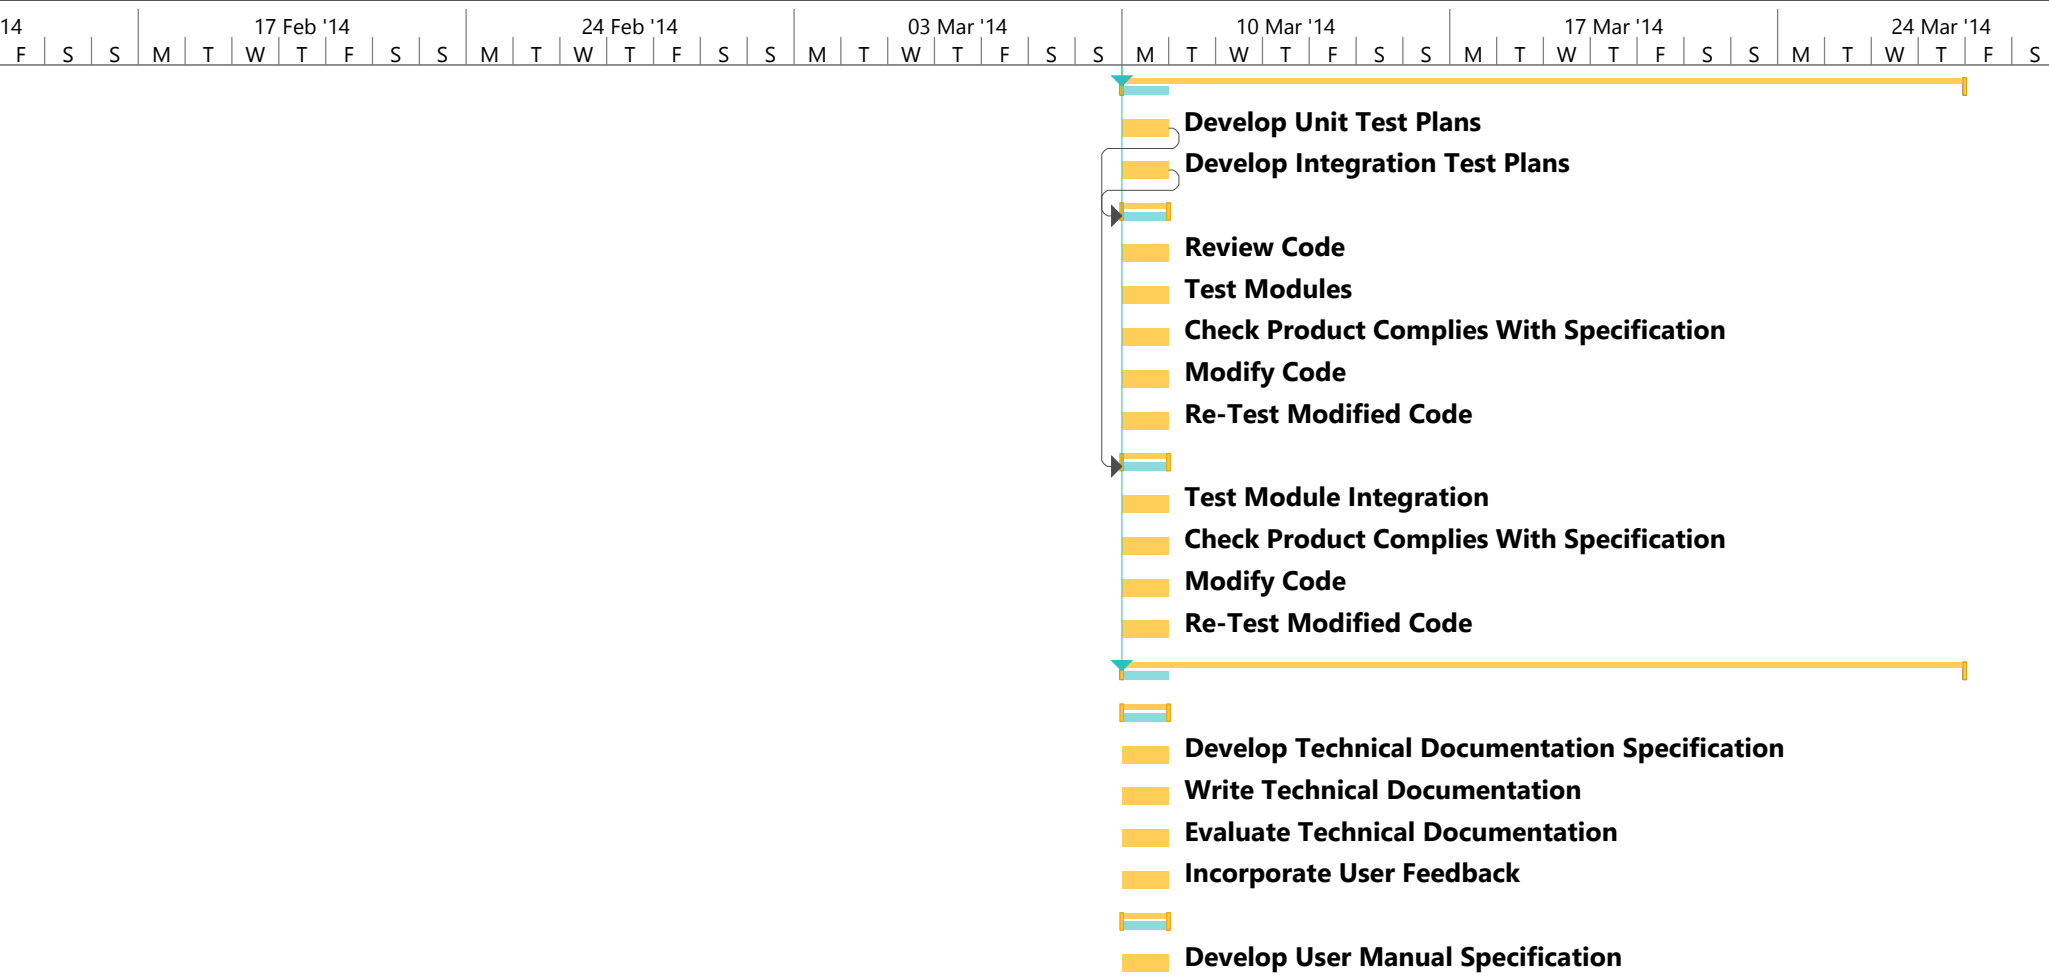 14 17 Feb '14 24 Feb '14 03 Mar '14 10 Mar '14 17 Mar '14 24 Mar '14
F S S M T W T F S S M T W T F S S M T W T F S S M T W T F S S M T W T F S S M T W T F S
Develop Unit Test Plans
Develop Integration Test Plans
Review Code
Test Modules
Check Product Complies With Specification
Modify Code
Re-Test Modified Code
Test Module Integration
Check Product Complies With Specification
Modify Code
Re-Test Modified Code
Develop Technical Documentation Specification
Write Technical Documentation
Evaluate Technical Documentation
Incorporate User Feedback
Develop User Manual Specification